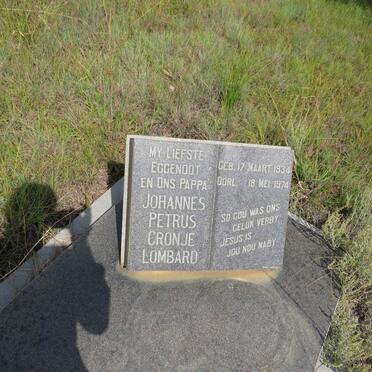 MY LIEFSTE
EGGENOOT
EN ONS PAPPA
JOHANNES
PETRUS
CRONJÉ
LOMBARD
GEB. 17 MAART 1934
OORL. 18 MEI 1974
SO GOU WAS ONS
GELUK VERBY
JESUS IS
JOU NOU NABY